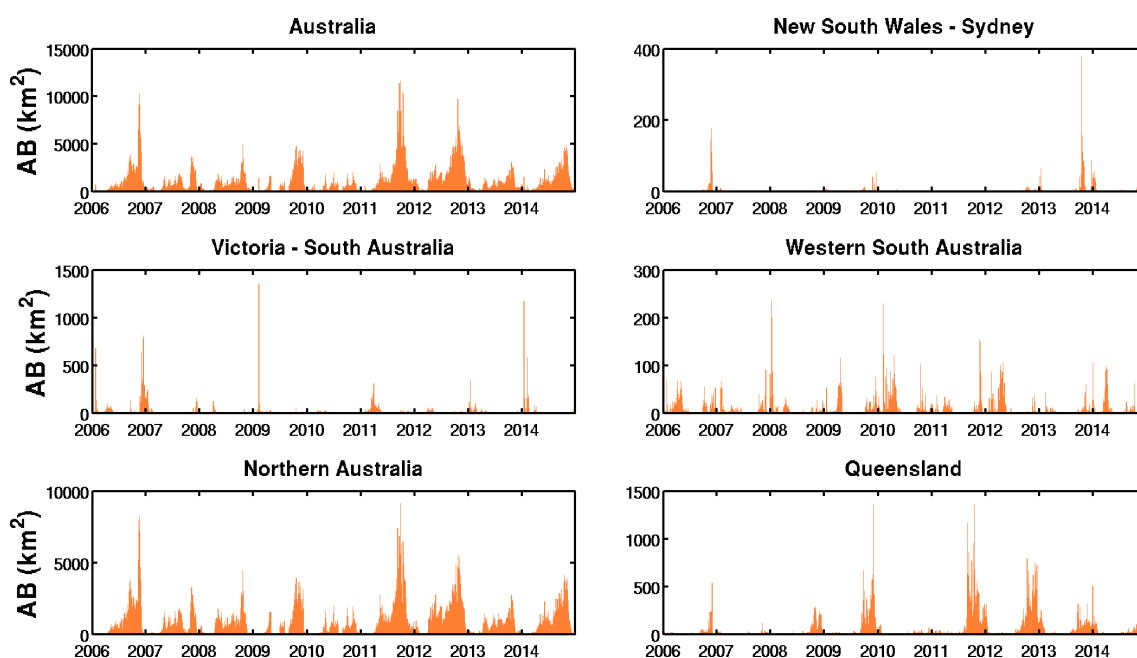 Australia
AB (km²)
15000
10000
5000
0
2006 2007 2008 2009 2010 2011 2012 2013 2014
New South Wales - Sydney
400
200
0
2006 2007 2008 2009 2010 2011 2012 2013 2014
Victoria - South Australia
AB (km²)
1500
1000
500
0
2006 2007 2008 2009 2010 2011 2012 2013 2014
Western South Australia
300
200
100
0
2006 2007 2008 2009 2010 2011 2012 2013 2014
Northern Australia
AB (km²)
10000
5000
0
2006 2007 2008 2009 2010 2011 2012 2013 2014
Queensland
1500
1000
500
0
2006 2007 2008 2009 2010 2011 2012 2013 2014